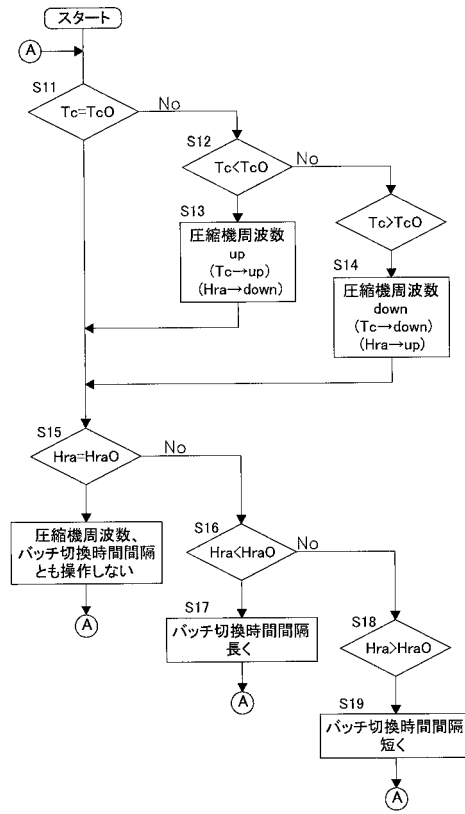 スタート
A
S11
Tc=TcO
No
S12
Tc<TcO
No
S13
Tc>TcO
圧縮機周波数
up
(Tc→up)
(Hra→down)
S14
圧縮機周波数
down
(Tc→down)
(Hra→up)
S15
Hra=HraO
No
圧縮機周波数、
バッチ切換時間間隔
とも操作しない
A
S16
Hra<HraO
No
S17
バッチ切換時間間隔
長く
A
S18
Hra>HraO
S19
バッチ切換時間間隔
短く
A